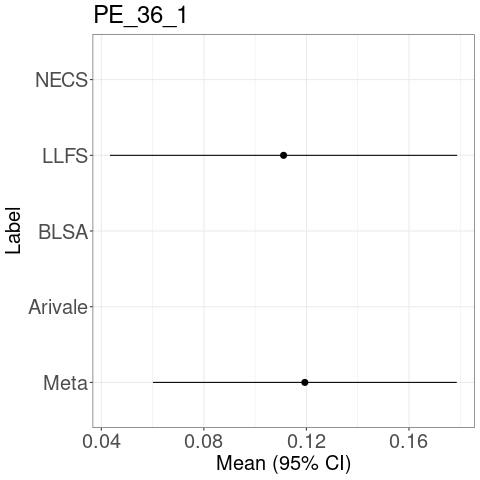 PE_36_1
NECS
LLFS
BLSA
Arivale
Meta
Label
0.04 0.08 0.12 0.16
Mean (95% CI)